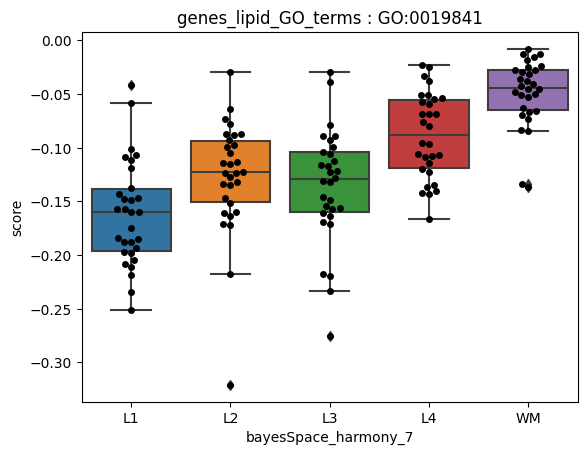 genes_lipid_GO_terms : GO:0019841
0.00
−0.05
−0.10
−0.15
−0.20
−0.25
−0.30
score
L1 L2 L3 L4 WM
bayesSpace_harmony_7